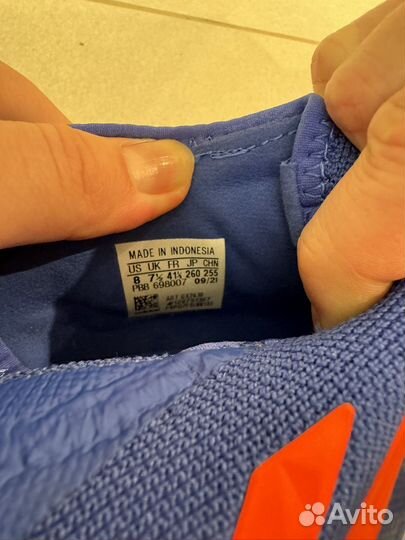 MADE IN INDONESIA
US UK FR JP CHN
8 7½ 41⅓ 260 255
PBB 698007 09/21
Avito